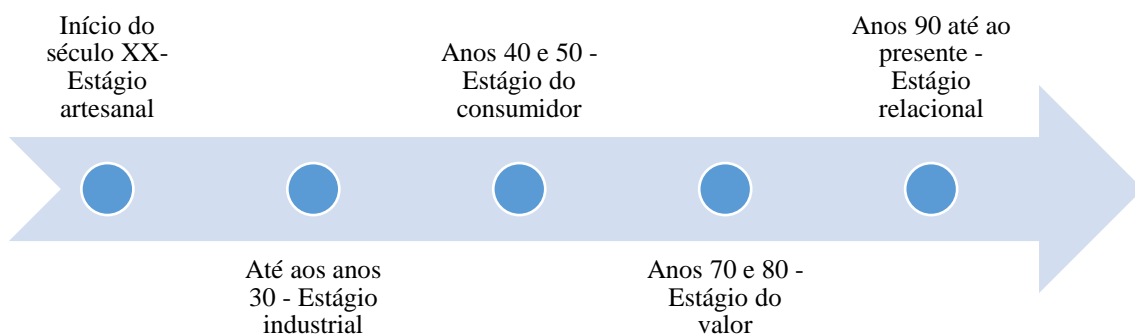 Início do
século XX-
Estágio
artesanal
Até aos anos
30 - Estágio
industrial
Anos 40 e 50 -
Estágio do
consumidor
Anos 70 e 80 -
Estágio do
valor
Anos 90 até ao
presente -
Estágio
relacional